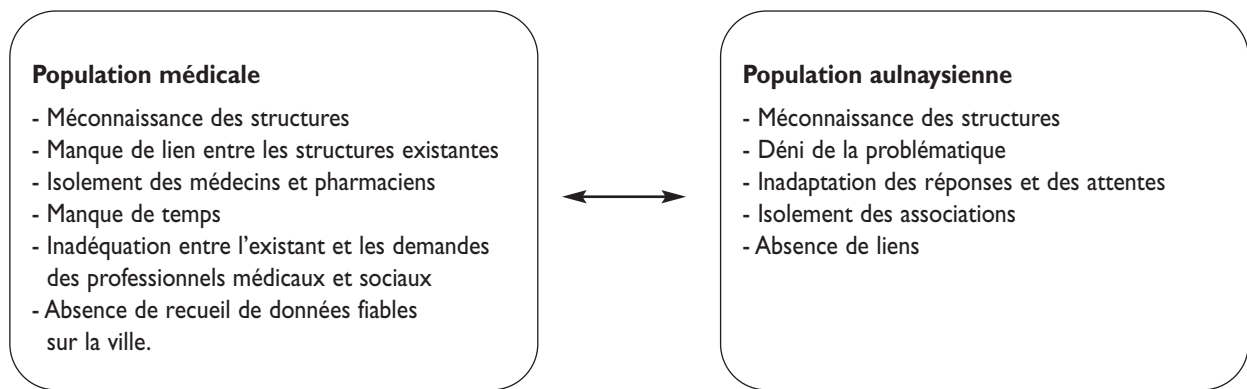 Population médicale
- Méconnaissance des structures
- Manque de lien entre les structures existantes
- Isolement des médecins et pharmaciens
- Manque de temps
- Inadéquation entre l’existant et les demandes
des professionnels médicaux et sociaux
- Absence de recueil de données fiables
sur la ville.
Population aulnaysienne
- Méconnaissance des structures
- Déni de la problématique
- Inadaptation des réponses et des attentes
- Isolement des associations
- Absence de liens